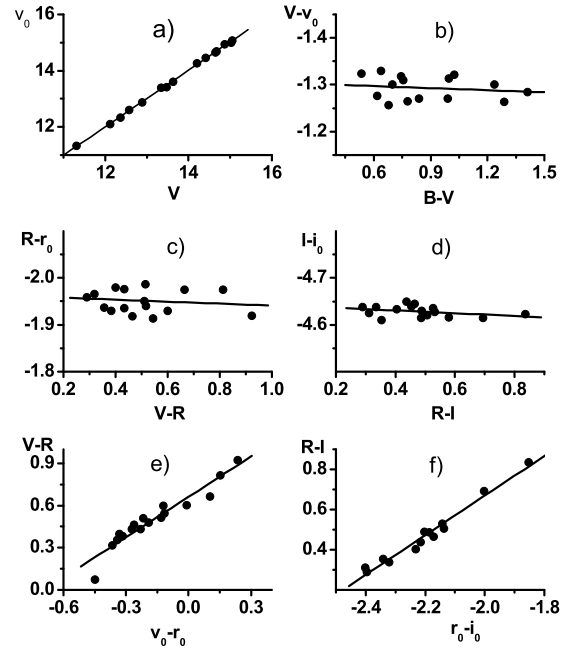 v0
a)
16
14
12
12
14
16
V
V-v0
b)
-1.4
-1.3
-1.2
0.6
0.9
1.2
1.5
B-V
R-r0
c)
-2.0
-1.9
-1.8
0.2
0.4
0.6
0.8
1.0
V-R
I-i0
d)
-4.7
-4.6
0.2
0.4
0.6
0.8
R-I
V-R
e)
0.9
0.6
0.3
0.0
-0.6
-0.3
0.0
0.3
v0-r0
R-I
f)
0.8
0.6
0.4
-2.4
-2.2
-2.0
-1.8
r0-i0